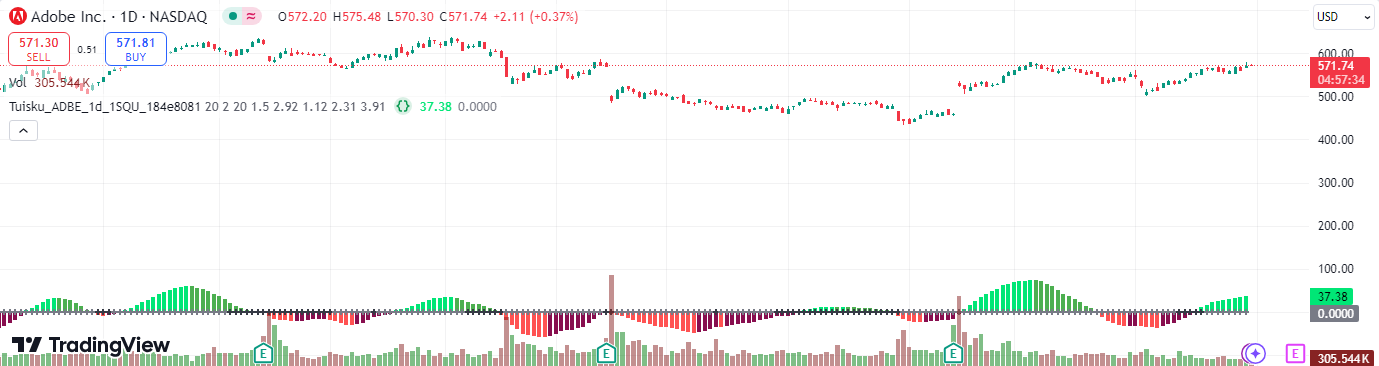 Adobe Inc. · 1D · NASDAQ O572.20 H575.48 L570.30 C571.74 +2.11 (+0.37%)
USD
571.30
SELL
0.51
571.81
BUY
Vol 305.544K
Tuisku_ADBE_1d_1SQU_184e8081 20 2 20 1.5 2.92 1.12 2.31 3.91 {} 37.38 0.0000
600.00
571.74
04:57:34
500.00
400.00
300.00
200.00
100.00
37.38
0.0000
TradingView
E
E
E
E
305.544K